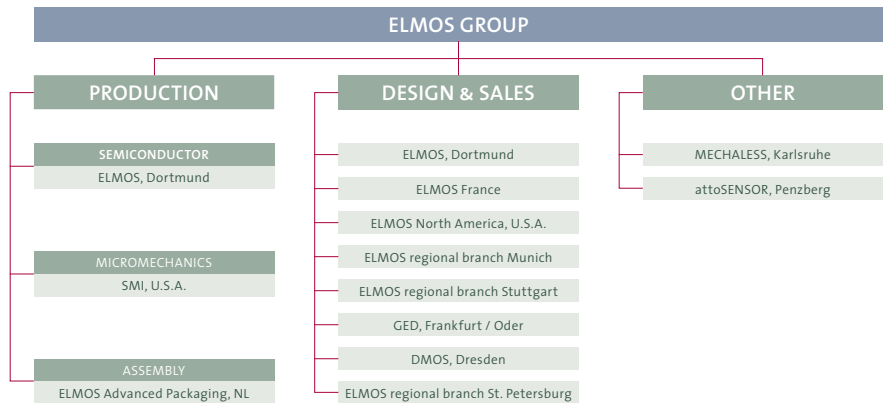 ELMOS GROUP
PRODUCTION
SEMICONDUCTOR
ELMOS, Dortmund
MICROMECHANICS
SMI, U.S.A.
ASSEMBLY
ELMOS Advanced Packaging, NL
DESIGN & SALES
ELMOS, Dortmund
ELMOS France
ELMOS North America, U.S.A.
ELMOS regional branch Munich
ELMOS regional branch Stuttgart
GED, Frankfurt / Oder
DMOS, Dresden
ELMOS regional branch St. Petersburg
OTHER
MECHALESS, Karlsruhe
attoSENSOR, Penzberg